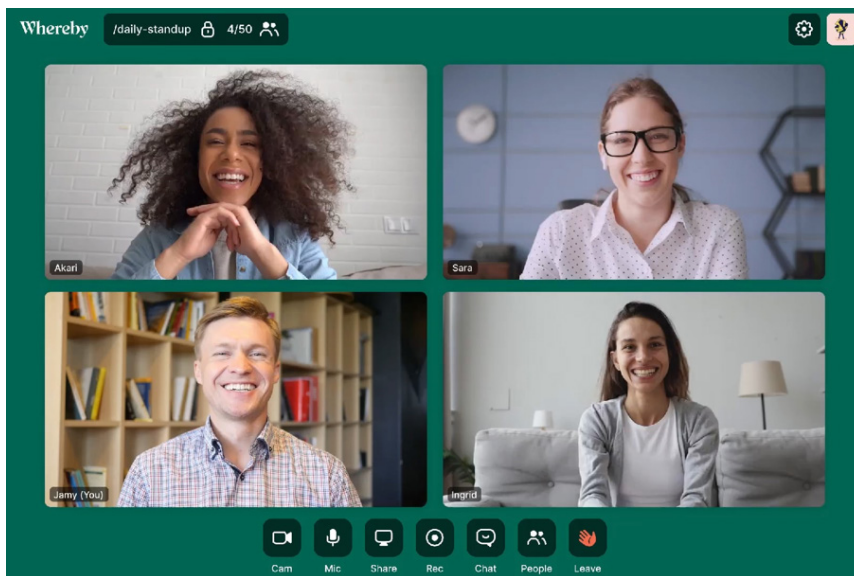 Whereby
/daily-standup 4/50
Akari
Sara
Jamy (You)
Ingrid
Cam Mic Share Rec Chat People Leave